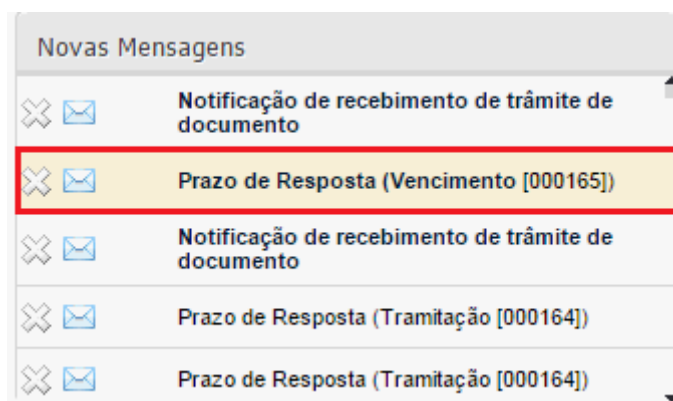 Novas Mensagens
Notificação de recebimento de trâmite de
documento
Prazo de Resposta (Vencimento [000165])
Notificação de recebimento de trâmite de
documento
Prazo de Resposta (Tramitação [000164])
Prazo de Resposta (Tramitação [000164])